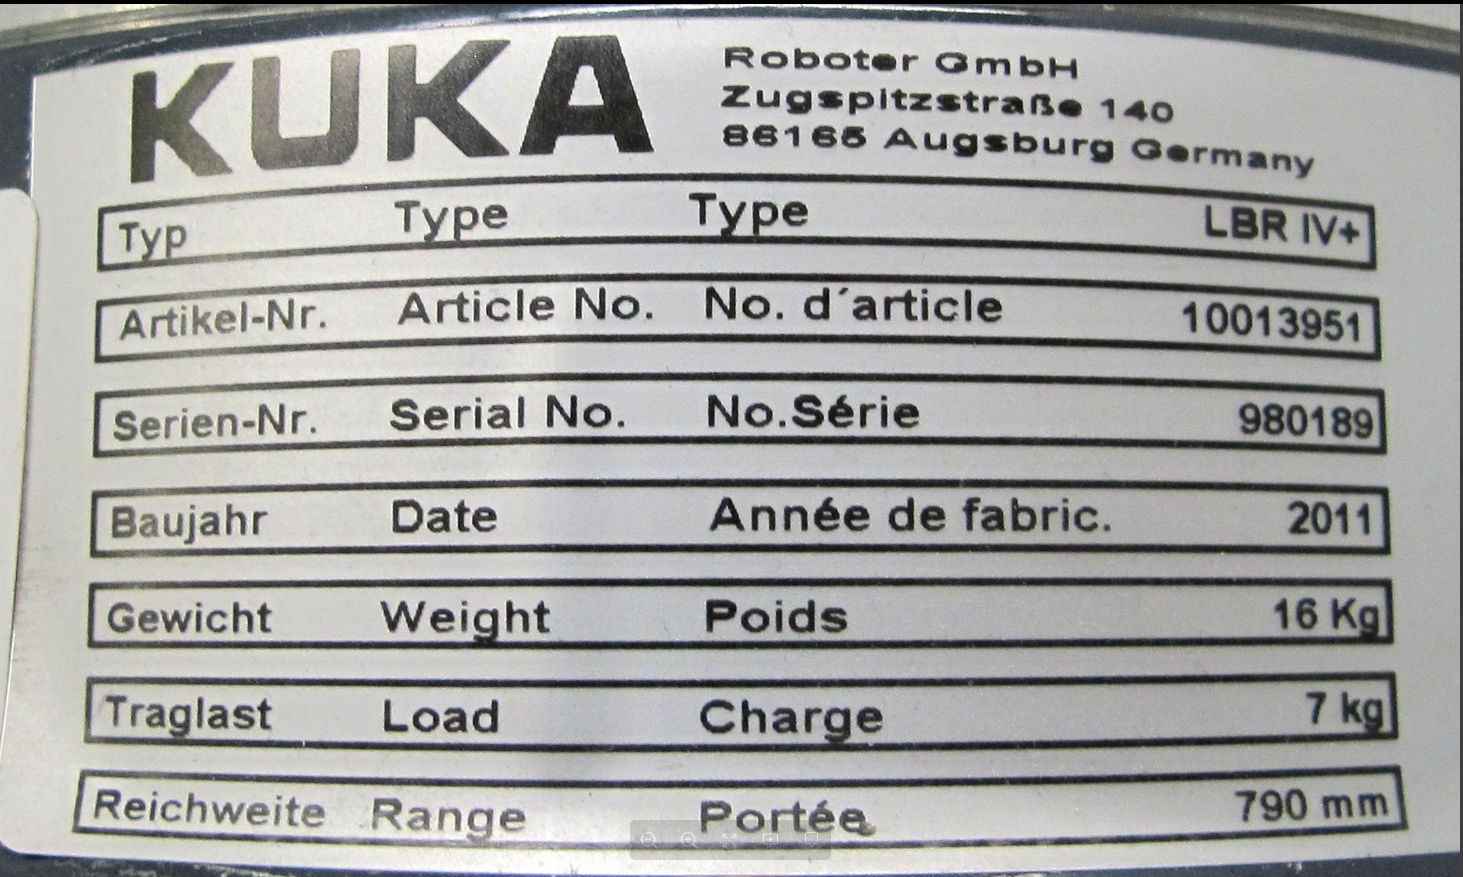 KUKA
Roboter GmbH
Zugspitzstraße 140
86165 Augsburg Germany
Typ Type Type LBR IV+
Artikel-Nr. Article No. No. d´article 10013951
Serien-Nr. Serial No. No.Série 980189
Baujahr Date Année de fabric. 2011
Gewicht Weight Poids 16 Kg
Traglast Load Charge 7 kg
Reichweite Range Portée 790 mm